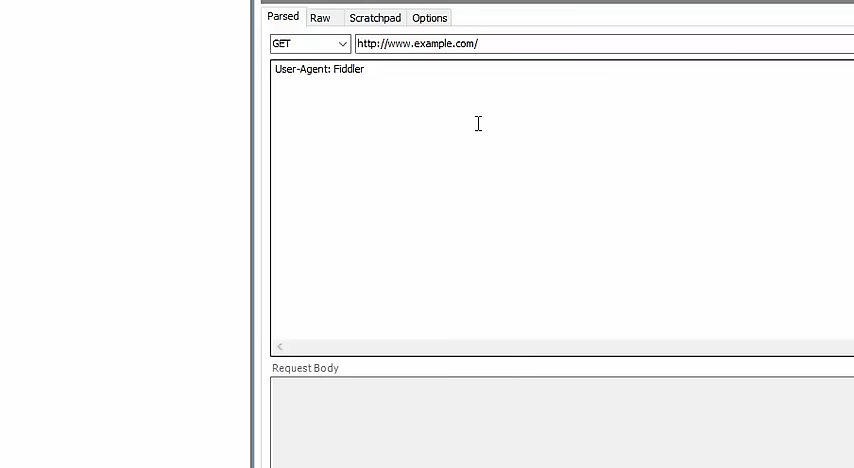 Parsed Raw Scratchpad Options
GET http://www.example.com/
User-Agent: Fiddler
Request Body